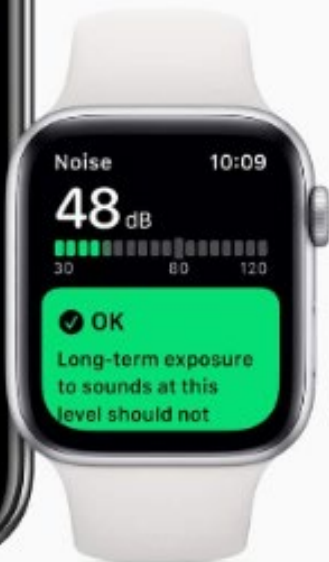 Noise 10:09
48 dB
30 80 120
OK
Long-term exposure
to sounds at this
level should not